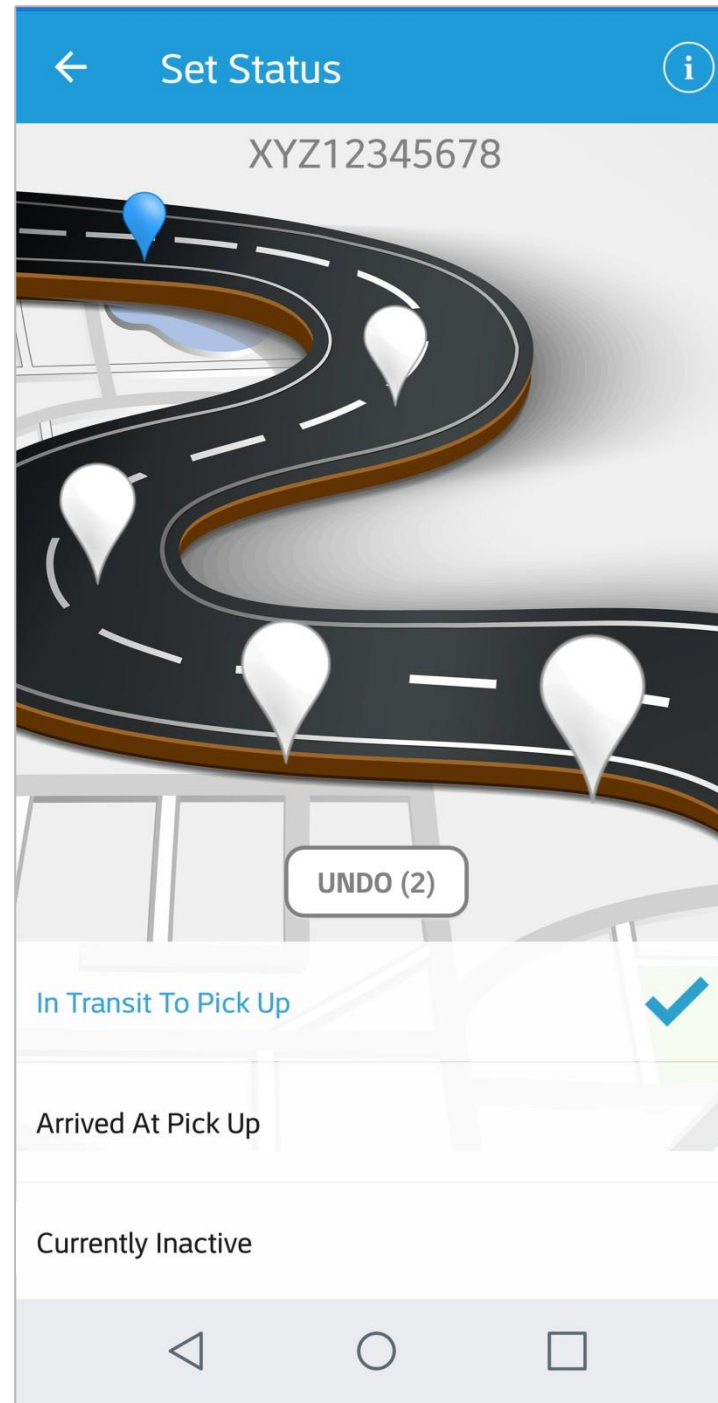 Set Status
i
XYZ12345678
UNDO (2)
In Transit To Pick Up
Arrived At Pick Up
Currently Inactive